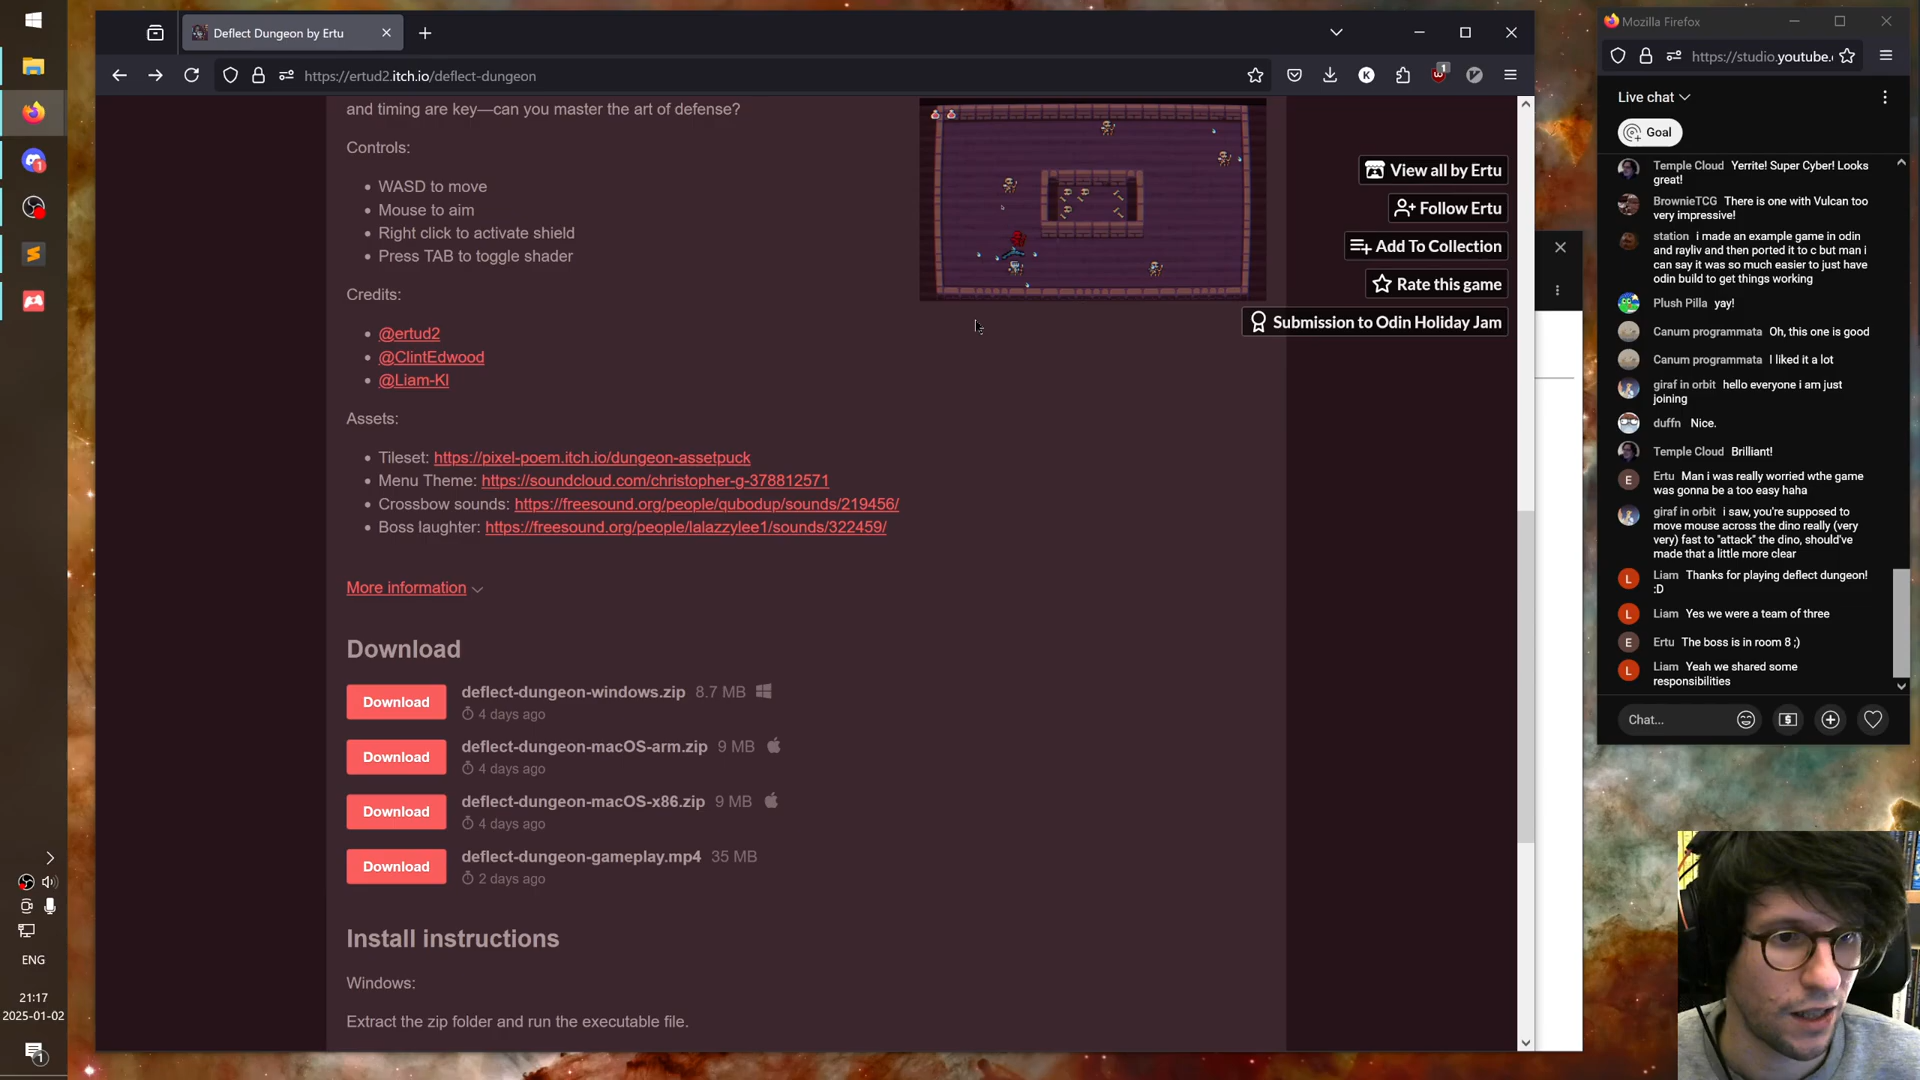 Deflect Dungeon by Ertu
https://ertud2.itch.io/deflect-dungeon
1
and timing are key—can you master the art of defense?
Controls:
WASD to move
Mouse to aim
Right click to activate shield
Press TAB to toggle shader
Credits:
@ertud2
@ClintEdwood
@Liam-KI
Assets:
Tileset: https://pixel-poem.itch.io/dungeon-assetpuck
Menu Theme: https://soundcloud.com/christopher-g-378812571
Crossbow sounds: https://freesound.org/people/qubodup/sounds/219456/
Boss laughter: https://freesound.org/people/lalazzylee1/sounds/322459/
More information
Download
Download deflect-dungeon-windows.zip 8.7 MB
4 days ago
Download deflect-dungeon-macOS-arm.zip 9 MB
4 days ago
Download deflect-dungeon-macOS-x86.zip 9 MB
4 days ago
Download deflect-dungeon-gameplay.mp4 35 MB
2 days ago
Install instructions
Windows:
Extract the zip folder and run the executable file.
View all by Ertu
Follow Ertu
Add To Collection
Rate this game
Submission to Odin Holiday Jam
Mozilla Firefox
https://studio.youtube.
Live chat
Goal
Temple Cloud Yerrite! Super Cyber! Looks
great!
BrownieTCG There is one with Vulcan too
very impressive!
station i made an example game in odin
and rayliv and then ported it to c but man i
can say it was so much easier to just have
odin build to get things working
Plush Pilla yay!
Canum programmata Oh, this one is good
Canum programmata I liked it a lot
giraf in orbit hello everyone i am just
joining
duffn Nice.
Temple Cloud Brilliant!
Ertu Man i was really worried wthe game
was gonna be a too easy haha
giraf in orbit i saw, you're supposed to
move mouse across the dino really (very
very) fast to "attack" the dino, should've
made that a little more clear
Liam Thanks for playing deflect dungeon!
:D
Liam Yes we were a team of three
Ertu The boss is in room 8 ;)
Liam Yeah we shared some
responsibilities
Chat...
ENG
21:17
2025-01-02
1